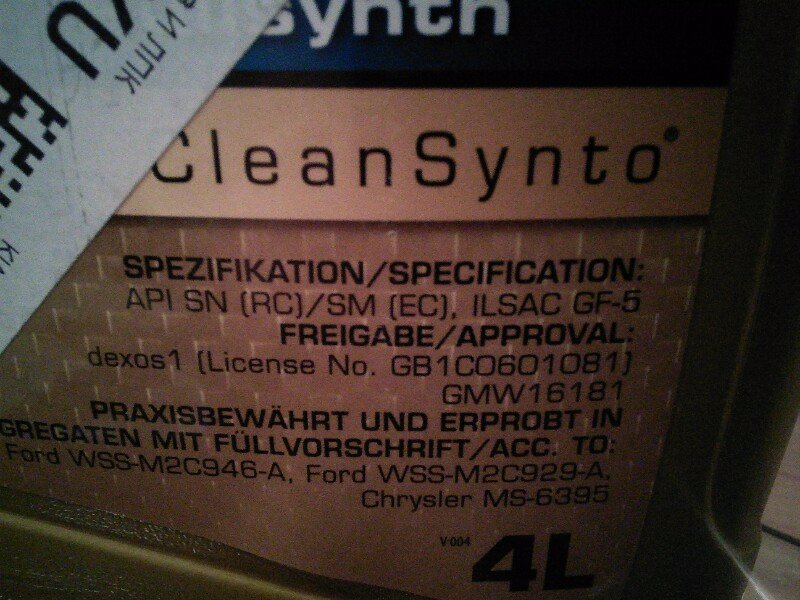 synth
CleanSynto®
SPEZIFIKATION/SPECIFICATION:
API SN (RC)/SM (EC), ILSAC GF-5
FREIGABE/APPROVAL:
dexos1 (License No. GB1C0601081)
GMW16181
PRAXISBEWÄHRT UND ERPROBT IN
GREGATEN MIT FÜLLVORSCHRIFT/ACC. TO:
Ford WSS-M2C946-A, Ford WSS-M2C929-A,
Chrysler MS-6395
V-004
4L